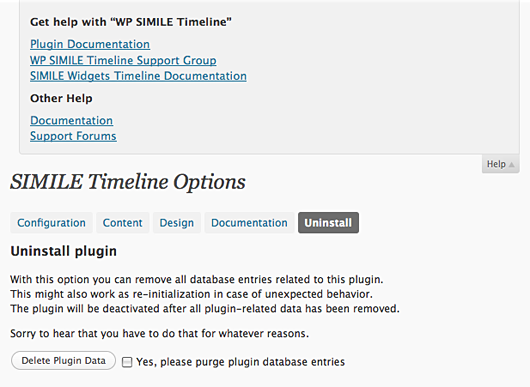 Get help with “WP SIMILE Timeline”
Plugin Documentation
WP SIMILE Timeline Support Group
SIMILE Widgets Timeline Documentation
Other Help
Documentation
Support Forums
Help
SIMILE Timeline Options
Configuration Content Design Documentation Uninstall
Uninstall plugin
With this option you can remove all database entries related to this plugin.
This might also work as re-initialization in case of unexpected behavior.
The plugin will be deactivated after all plugin-related data has been removed.
Sorry to hear that you have to do that for whatever reasons.
Delete Plugin Data Yes, please purge plugin database entries